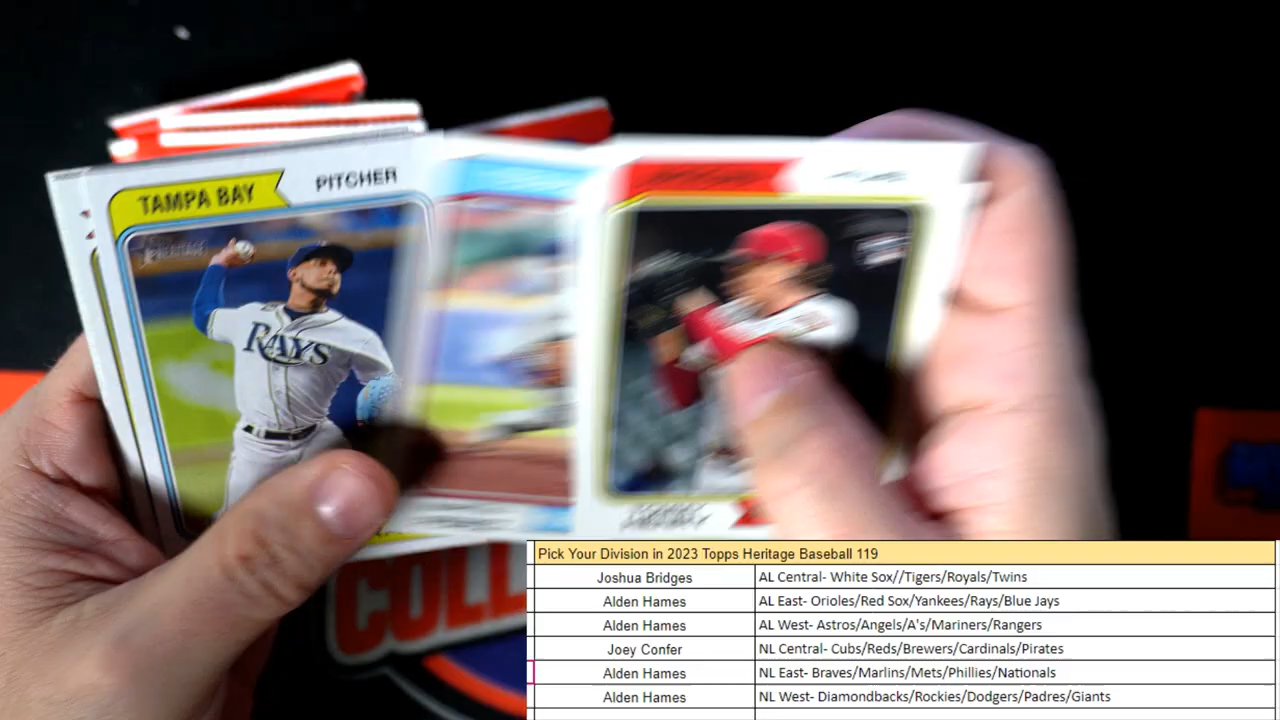 TAMPA BAY
PITCHER
RAYS
COLL
Pick Your Division in 2023 Topps Heritage Baseball 119
Joshua Bridges AL Central- White Sox//Tigers/Royals/Twins
Alden Hames AL East- Orioles/Red Sox/Yankees/Rays/Blue Jays
Alden Hames AL West- Astros/Angels/A's/Mariners/Rangers
Joey Confer NL Central- Cubs/Reds/Brewers/Cardinals/Pirates
Alden Hames NL East- Braves/Marlins/Mets/Phillies/Nationals
Alden Hames NL West- Diamondbacks/Rockies/Dodgers/Padres/Giants